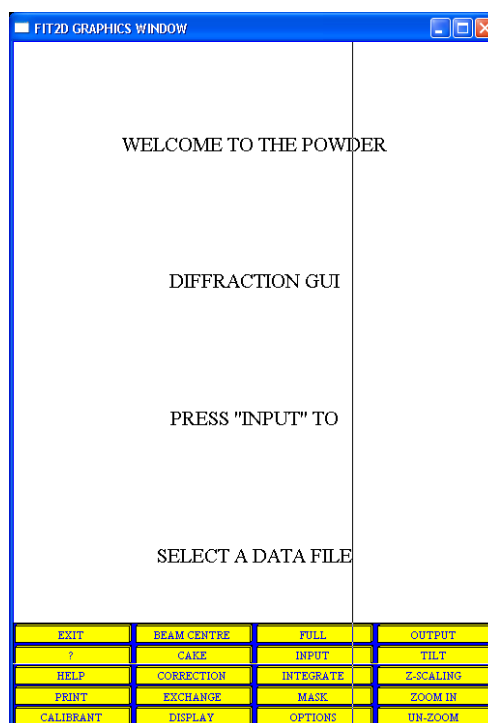 FIT2D GRAPHICS WINDOW
WELCOME TO THE POWDER
DIFFRACTION GUI
PRESS "INPUT" TO
SELECT A DATA FILE
EXIT BEAM CENTRE FULL OUTPUT
? CAKE INPUT TILT
HELP CORRECTION INTEGRATE Z-SCALING
PRINT EXCHANGE MASK ZOOM IN
CALIBRANT DISPLAY OPTIONS UN-ZOOM